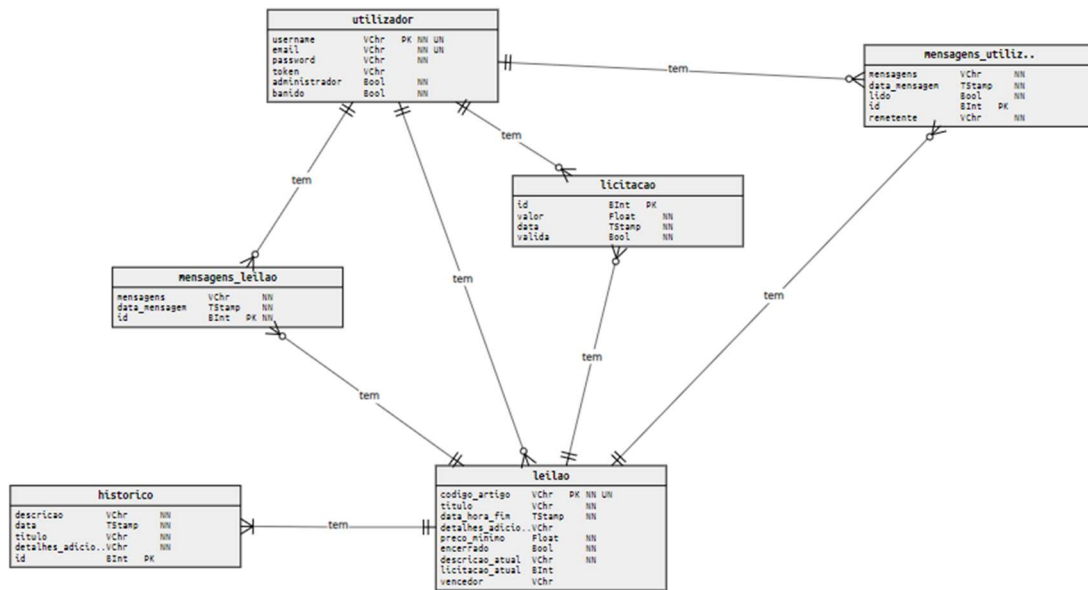 utilizador
username VChr PK NN UN
email VChr NN UN
password VChr NN
token VChr
administrador Bool NN
banido Bool NN
mensagens_utiliz..
mensagens VChr NN
data_mensagem TStamp NN
lido Bool NN
id BInt PK
remetente VChr NN
tem
tem
tem
licitacao
id BInt PK
valor Float NN
data TStamp NN
valida Bool NN
mensagens_leilao
mensagens VChr NN
data_mensagem TStamp NN
id BInt PK NN
tem
tem
tem
tem
leilao
codigo_artigo VChr PK NN UN
titulo VChr NN
data_hora_fim TStamp NN
detalhes_adicio..VChr
preco_minimo Float NN
encerrado Bool NN
descricao_atual VChr NN
licitacao_atual BInt
vencedor VChr
historico
descricao VChr NN
data TStamp NN
titulo VChr NN
detalhes_adicio..VChr NN
id BInt PK
tem